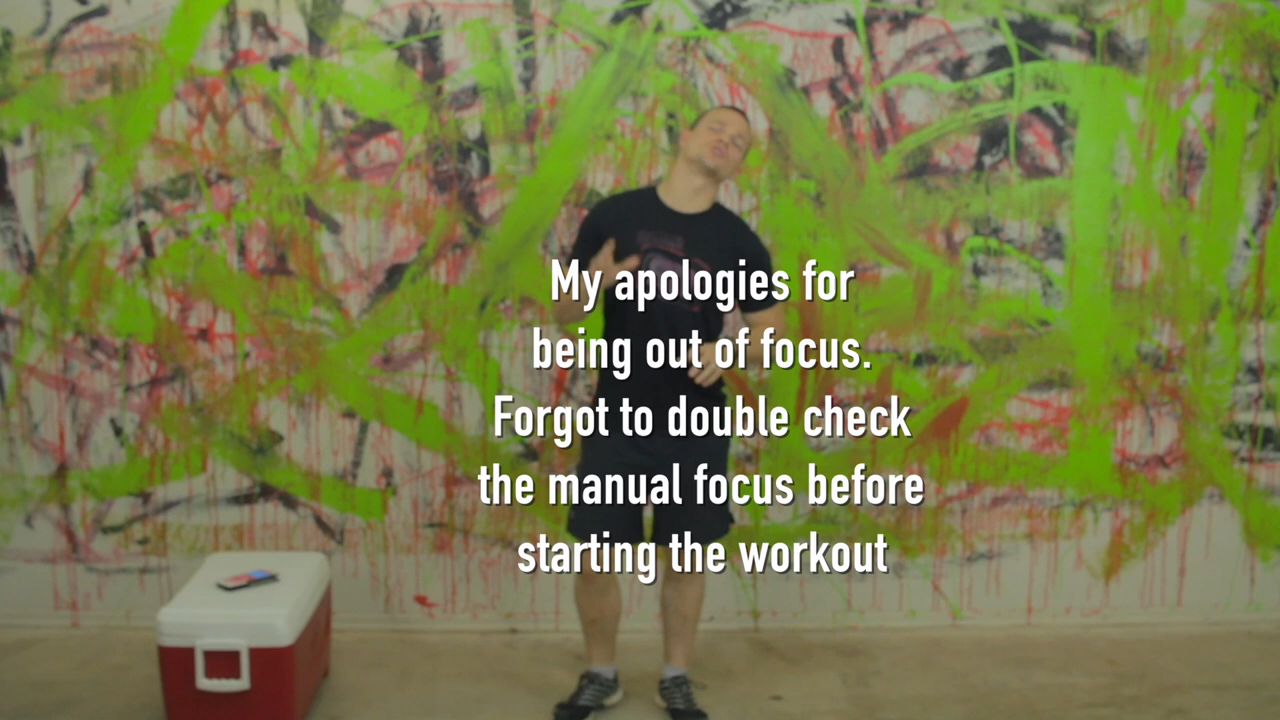 My apologies for
being out of focus.
Forgot to double check
the manual focus before
starting the workout